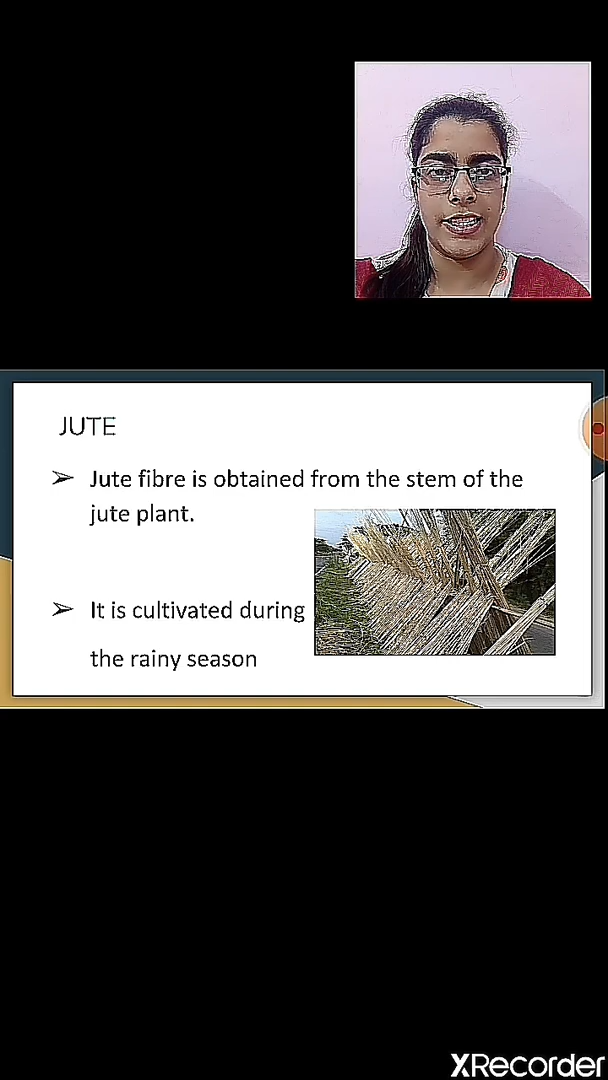 JUTE
➢ Jute fibre is obtained from the stem of the
jute plant.
➢ It is cultivated during
the rainy season
XRecorder